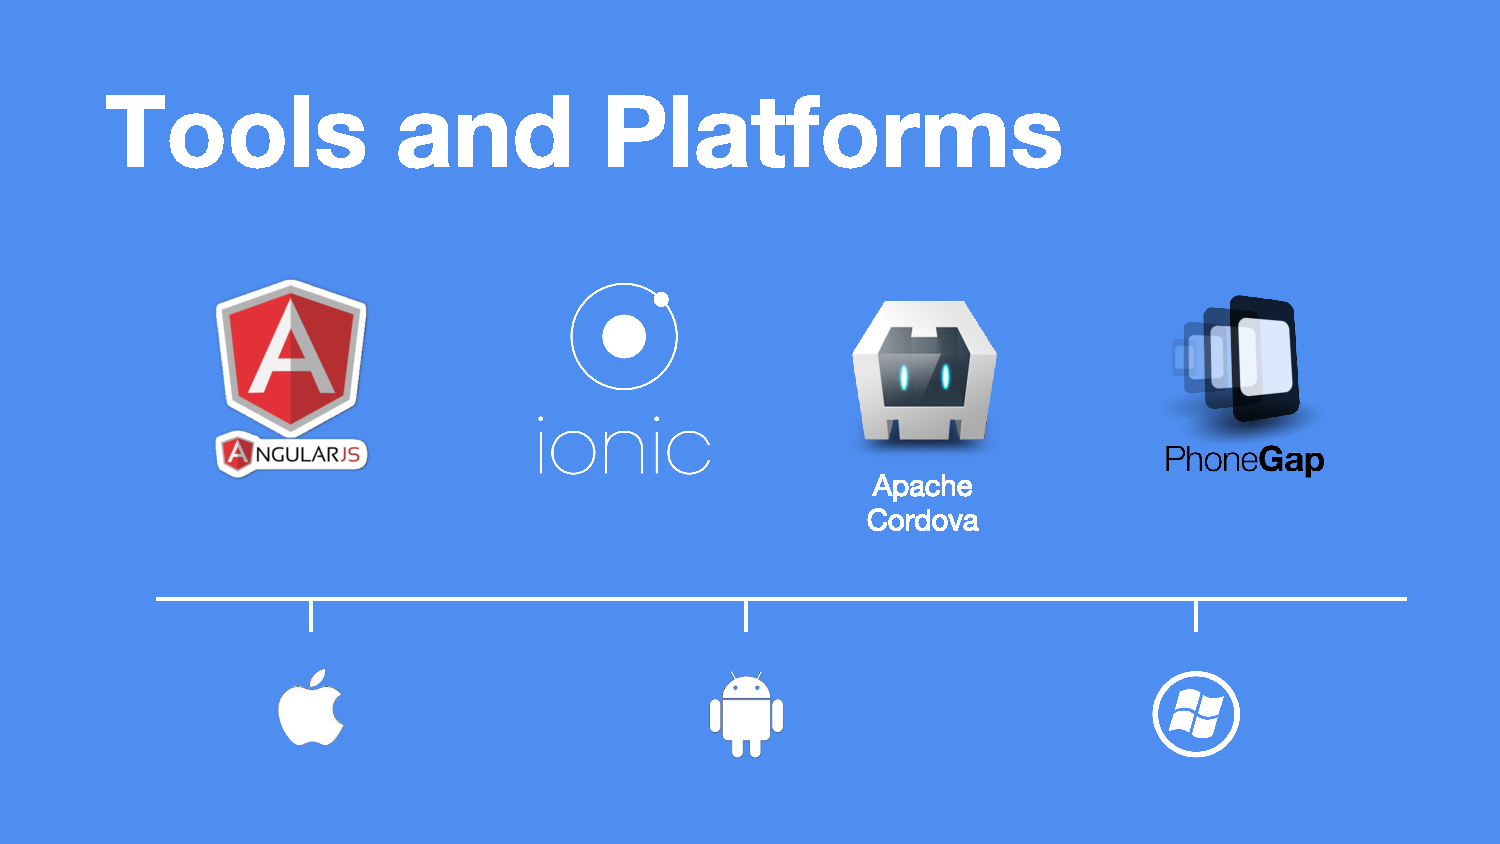 Tools and Platforms
ANGULARJS
ionic
Apache
Cordova
PhoneGap